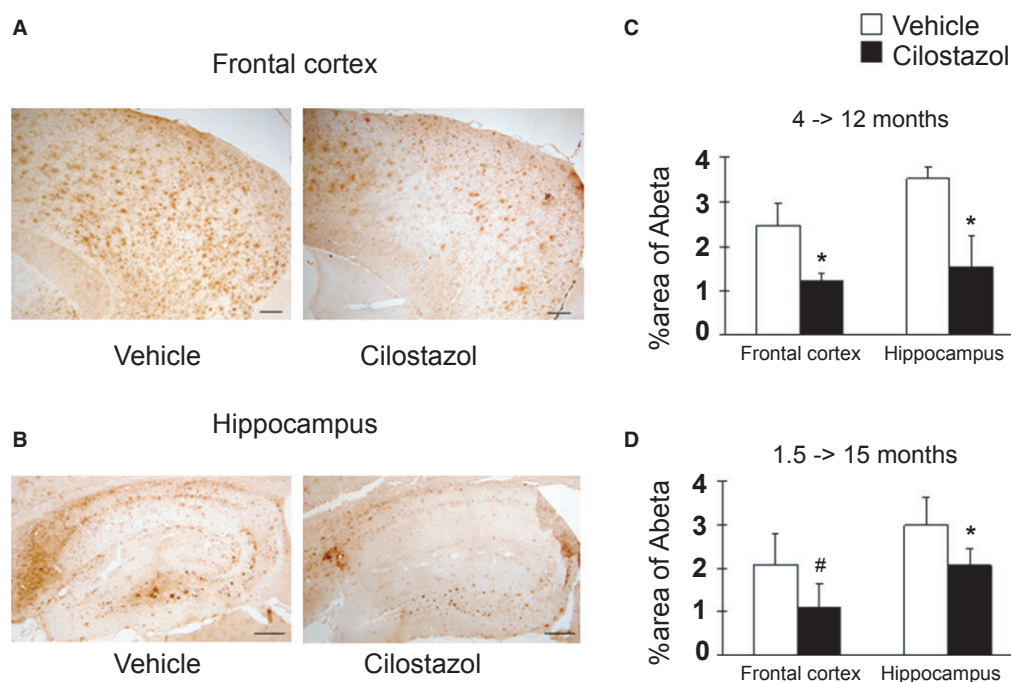 A
Frontal cortex
Vehicle
Cilostazol
B
Hippocampus
Vehicle
Cilostazol
C
Vehicle
Cilostazol
4 -> 12 months
%area of Abeta
4
3
2
1
0
*
*
Frontal cortex
Hippocampus
D
1.5 -> 15 months
%area of Abeta
4
3
2
1
0
#
*
Frontal cortex
Hippocampus